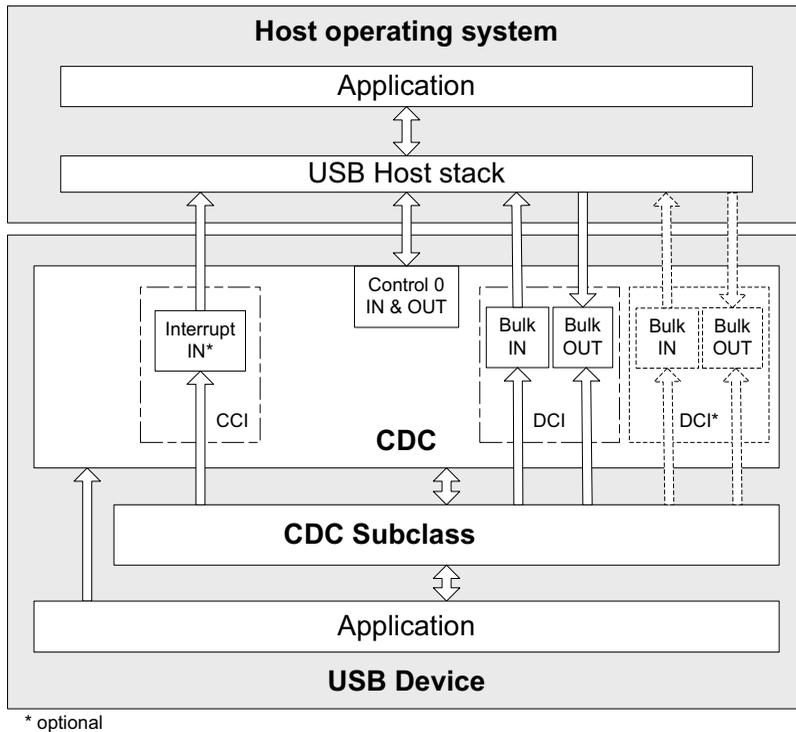 Host operating system
Application
USB Host stack
Control 0
IN & OUT
Interrupt
IN*
CCI
Bulk
IN
Bulk
OUT
DCI
Bulk
IN
Bulk
OUT
DCI*
CDC
CDC Subclass
Application
USB Device
* optional